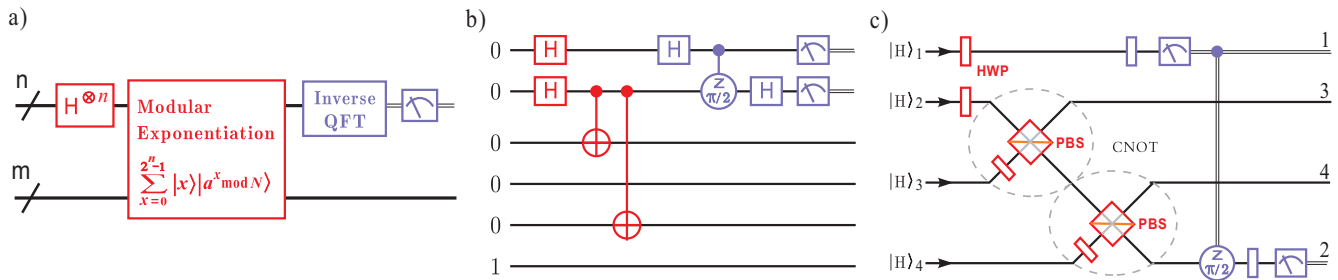 a)
n
H⊗n
Modular
Exponentiation
2^n-1
∑ |x⟩|a^x mod N⟩
x=0
Inverse
QFT
m
b)
0 H H
0 H Z π/2 H
0
0
0
1
c)
|H⟩1 HWP 1
|H⟩2 3
PBS CNOT
|H⟩3 4
PBS
|H⟩4 Z π/2 2